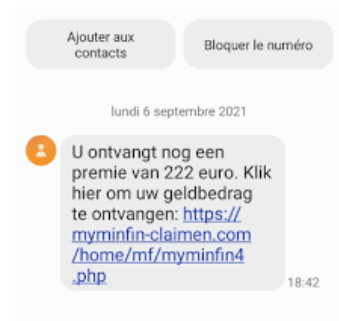 Ajouter aux
contacts
Bloquer le numéro
lundi 6 septembre 2021
U ontvangt nog een
premie van 222 euro. Klik
hier om uw geldbedrag
te ontvangen: https://
myminfin-claimen.com
/home/mf/myminfin4
.php
18:42